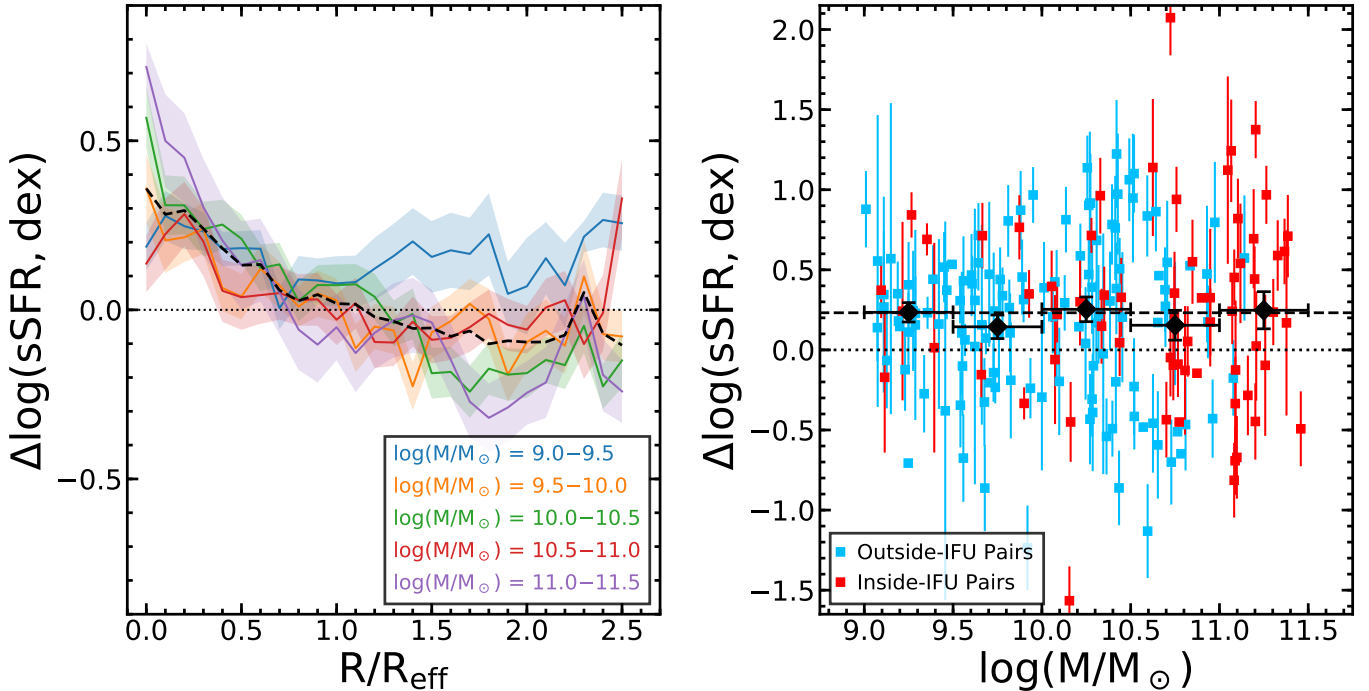 Δlog(sSFR, dex)
0.5
0.0
−0.5
log(M/M⊙) = 9.0−9.5
log(M/M⊙) = 9.5−10.0
log(M/M⊙) = 10.0−10.5
log(M/M⊙) = 10.5−11.0
log(M/M⊙) = 11.0−11.5
0.0 0.5 1.0 1.5 2.0 2.5
R/Reff
Δlog(sSFR, dex)
2.0
1.5
1.0
0.5
0.0
−0.5
−1.0
−1.5
Outside-IFU Pairs
Inside-IFU Pairs
9.0 9.5 10.0 10.5 11.0 11.5
log(M/M⊙)